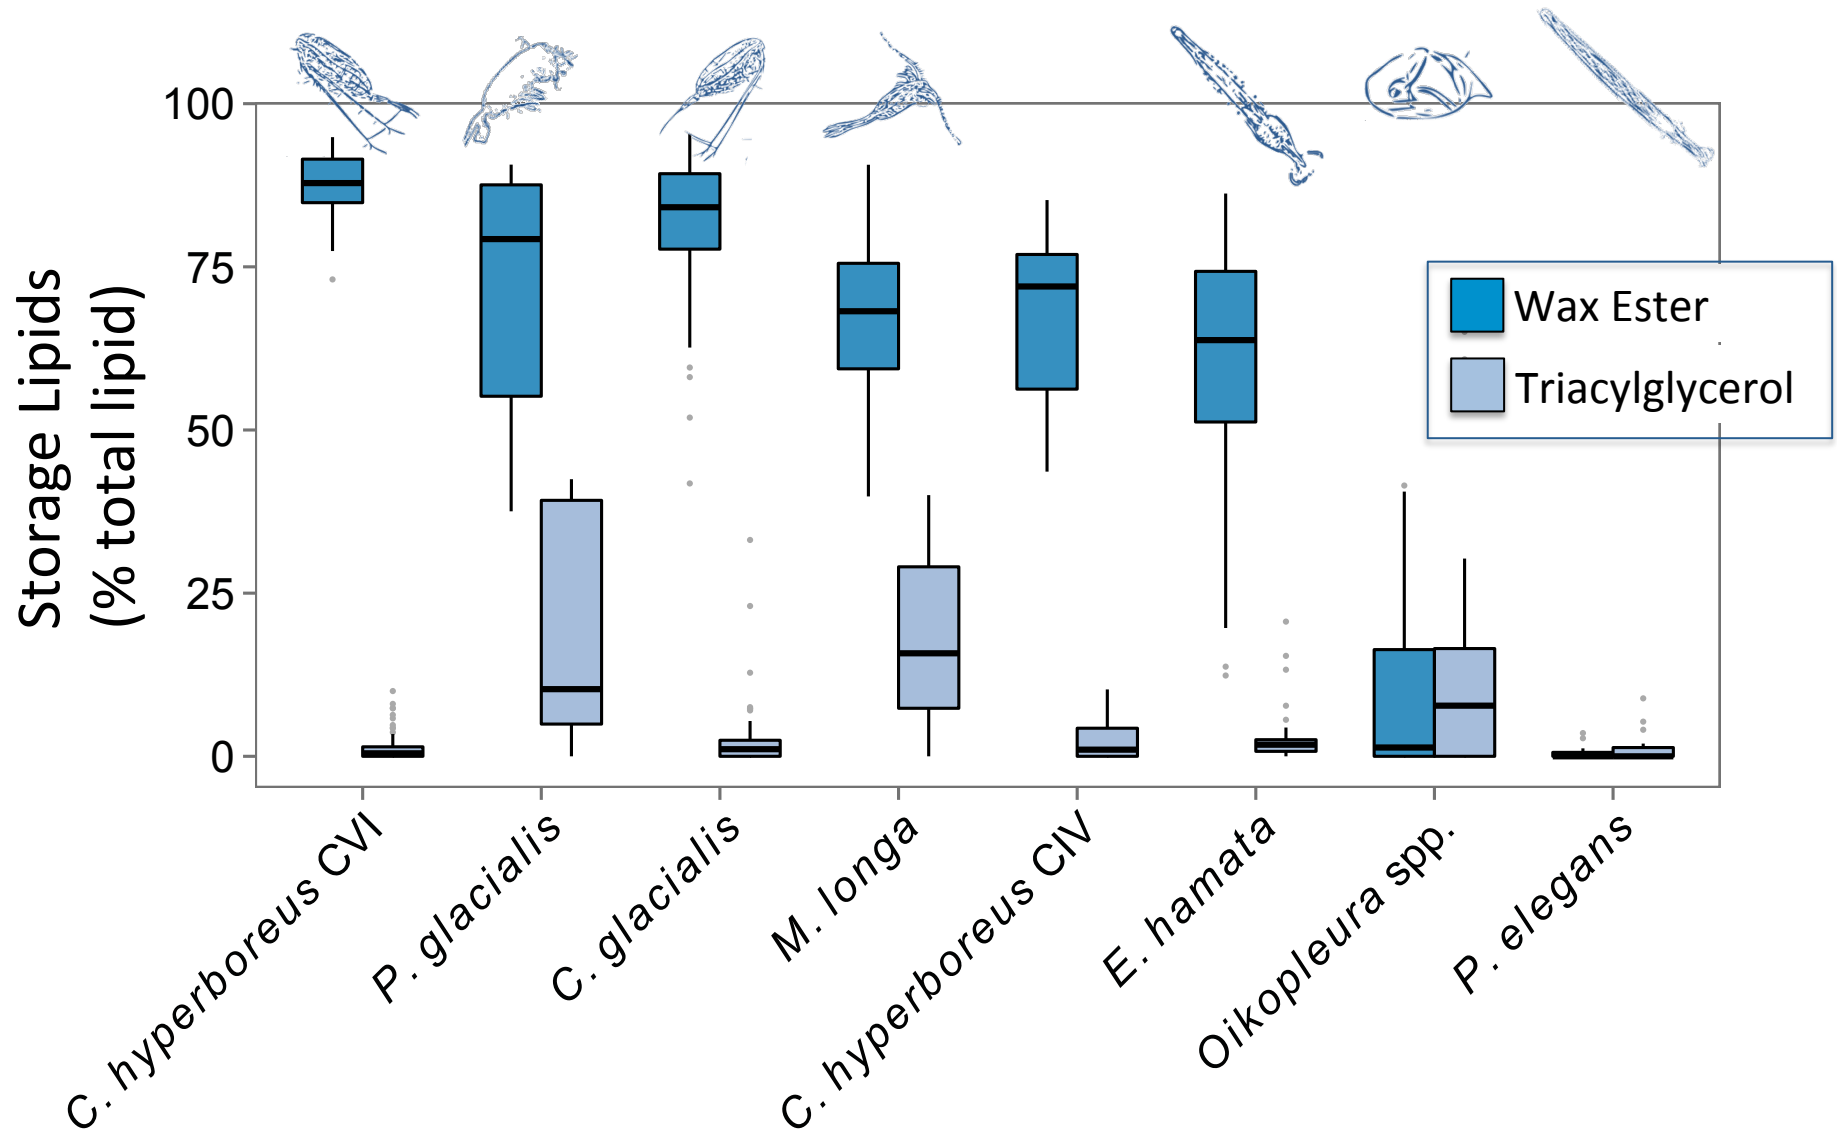 Storage Lipids
(% total lipid)
100
75
50
25
0
Wax Ester
Triacylglycerol
C. hyperboreus CVI
P. glacialis
C. glacialis
M. longa
C. hyperboreus CIV
E. hamata
Oikopleura spp.
P. elegans